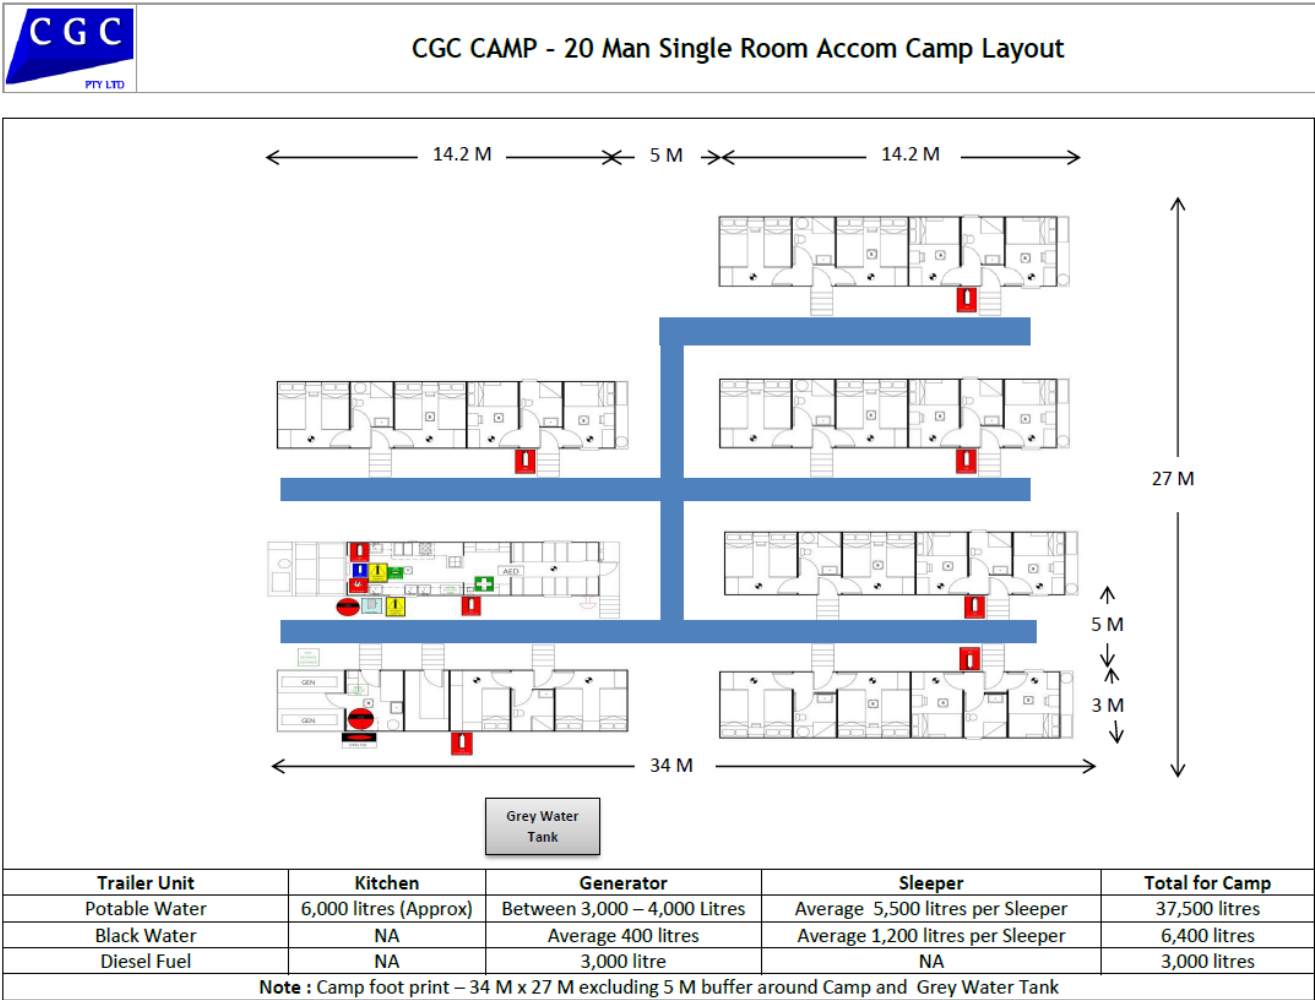 C G C
PTY LTD
CGC CAMP - 20 Man Single Room Accom Camp Layout
14.2 M 5 M 14.2 M
27 M
AED
5 M
GEN
GEN
3 M
34 M
Grey Water
Tank
Trailer Unit Kitchen Generator Sleeper Total for Camp
Potable Water 6,000 litres (Approx) Between 3,000 – 4,000 Litres Average 5,500 litres per Sleeper 37,500 litres
Black Water NA Average 400 litres Average 1,200 litres per Sleeper 6,400 litres
Diesel Fuel NA 3,000 litre NA 3,000 litres
Note : Camp foot print – 34 M x 27 M excluding 5 M buffer around Camp and Grey Water Tank